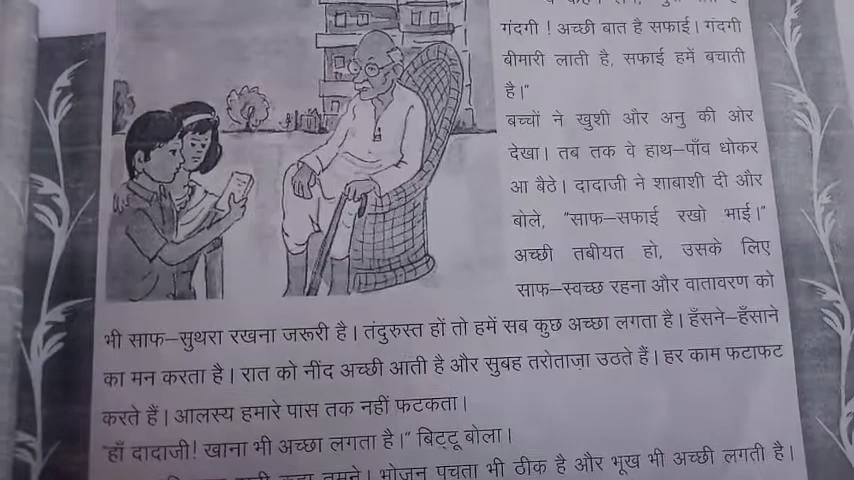 गंदगी ! अच्छी बात है सफाई। गंदगी
बीमारी लाती है, सफाई हमें बचाती
है।”
बच्चों ने खुशी और अनु की ओर
देखा। तब तक वे हाथ–पाँव धोकर
आ बैठे। दादाजी ने शाबाशी दी और
बोले, “साफ–सफाई रखो भाई।”
अच्छी तबीयत हो, उसके लिए
साफ–स्वच्छ रहना और वातावरण को
भी साफ–सुथरा रखना जरूरी है। तंदुरुस्त हों तो हमें सब कुछ अच्छा लगता है। हँसने–हँसाने
का मन करता है। रात को नींद अच्छी आती है और सुबह तरोताज़ा उठते हैं। हर काम फटाफट
करते हैं। आलस्य हमारे पास तक नहीं फटकता।
“हाँ दादाजी! खाना भी अच्छा लगता है।” बिट्टू बोला।
तुमने। भोजन पचता भी ठीक है और भूख भी अच्छी लगती है।